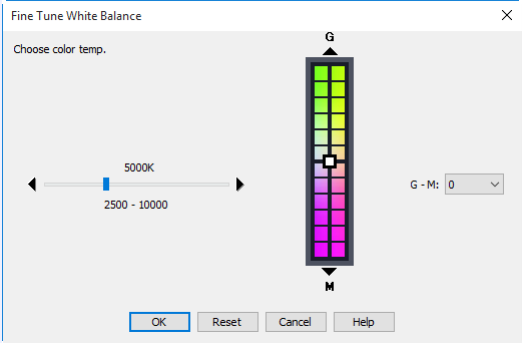 Fine Tune White Balance
G
Choose color temp.
5000K
G - M: 0
2500 - 10000
M
OK Reset Cancel Help